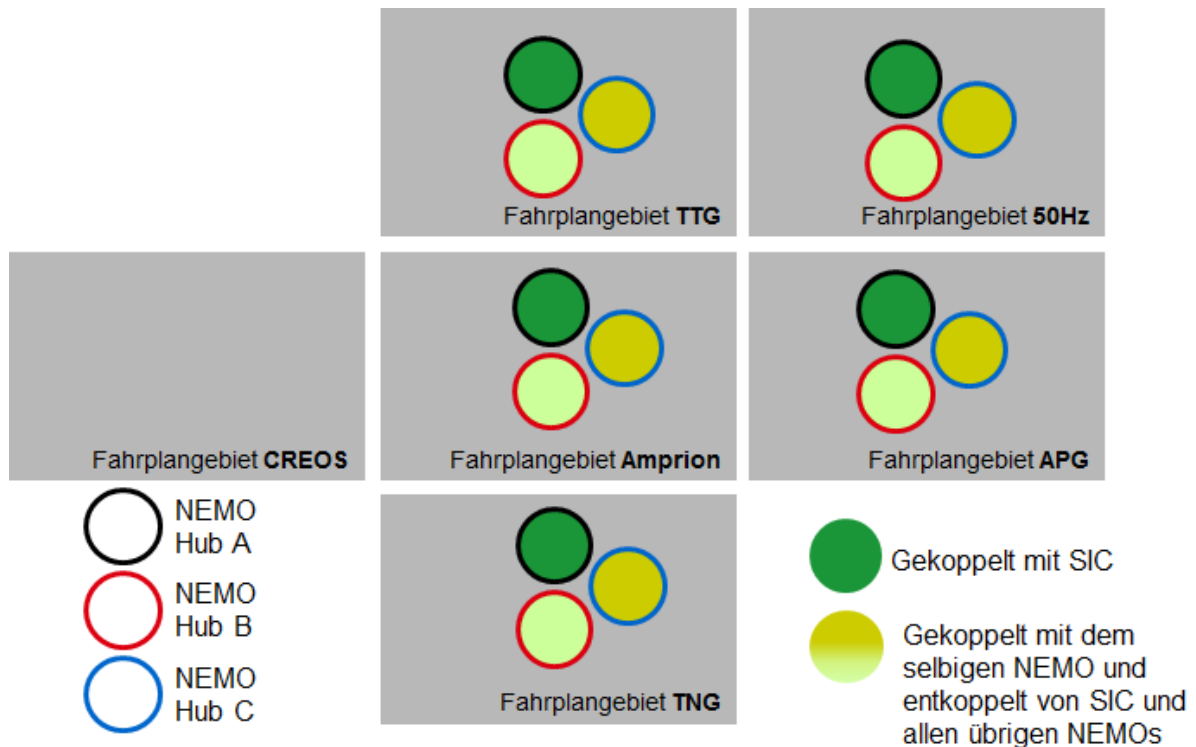 Fahrplangebiet TTG
Fahrplangebiet 50Hz
Fahrplangebiet CREOS
Fahrplangebiet Amprion
Fahrplangebiet APG
NEMO
Hub A
NEMO
Hub B
NEMO
Hub C
Fahrplangebiet TNG
Gekoppelt mit SIC
Gekoppelt mit dem
selbigen NEMO und
entkoppelt von SIC und
allen übrigen NEMOs